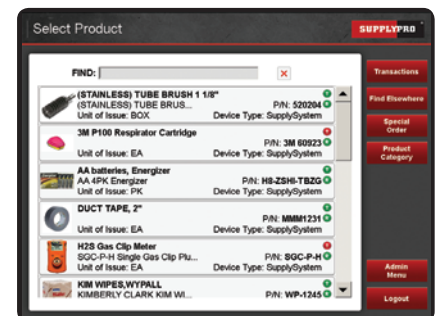 Select Product
SUPPLYPRO
FIND:
(STAINLESS) TUBE BRUSH 1 1/8"
(STAINLESS) TUBE BRUS...
P/N: 520204
Unit of Issue: BOX
Device Type: SupplySystem
3M P100 Respirator Cartridge
P/N: 3M 60923
Unit of Issue: EA
Device Type: SupplySystem
AA batteries, Energizer
AA 4PK Energizer
P/N: H8-ZSHI-TBZG
Unit of Issue: PK
Device Type: SupplySystem
DUCT TAPE, 2"
P/N: MMM1231
Unit of Issue: EA
Device Type: SupplySystem
H2S Gas Clip Meter
SGC-P-H Single Gas Clip Plu...
P/N: SGC-P-H
Unit of Issue: EA
Device Type: SupplySystem
KIM WIPES,WYPALL
KIMBERLY CLARK KIM WI...
P/N: WP-1245
Transactions
Find Elsewhere
Special
Order
Product
Category
Admin
Menu
Logout